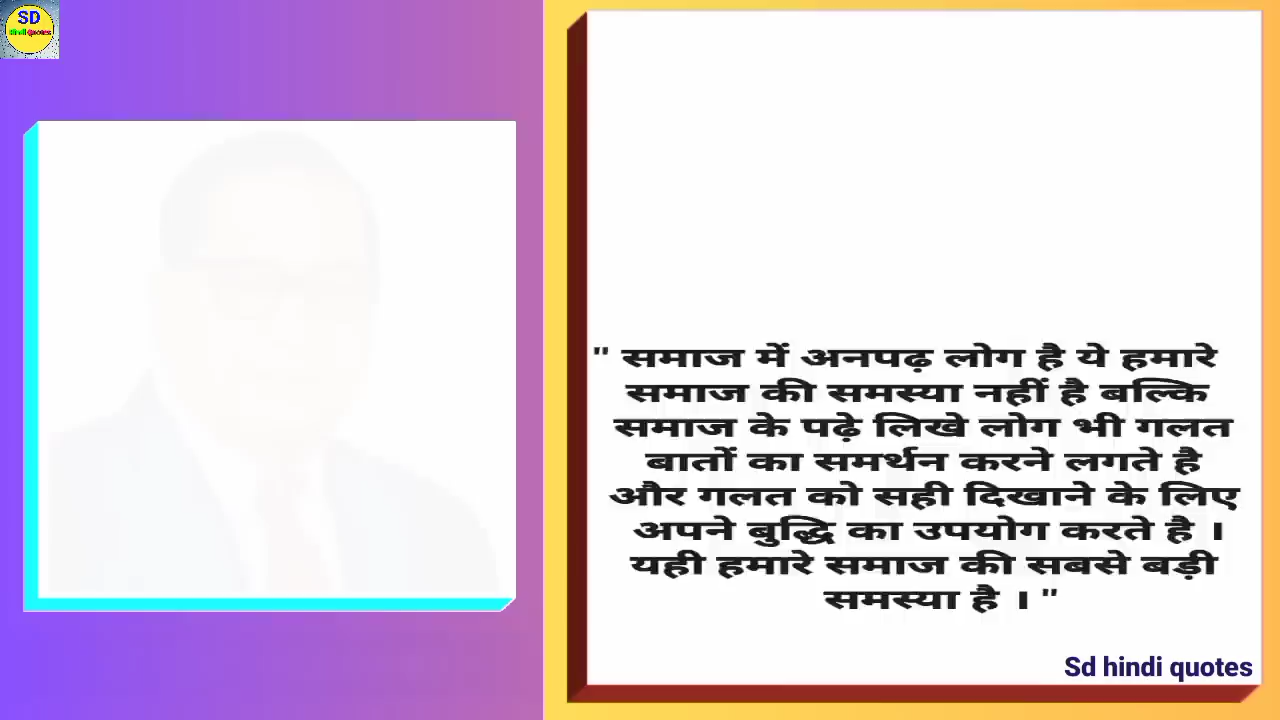 SD
Hindi Quotes
" समाज में अनपढ़ लोग है ये हमारे
समाज की समस्या नहीं है बल्कि
समाज के पढ़े लिखे लोग भी गलत
बातों का समर्थन करने लगते है
और गलत को सही दिखाने के लिए
अपने बुद्धि का उपयोग करते है ।
यही हमारे समाज की सबसे बड़ी
समस्या है । "
Sd hindi quotes